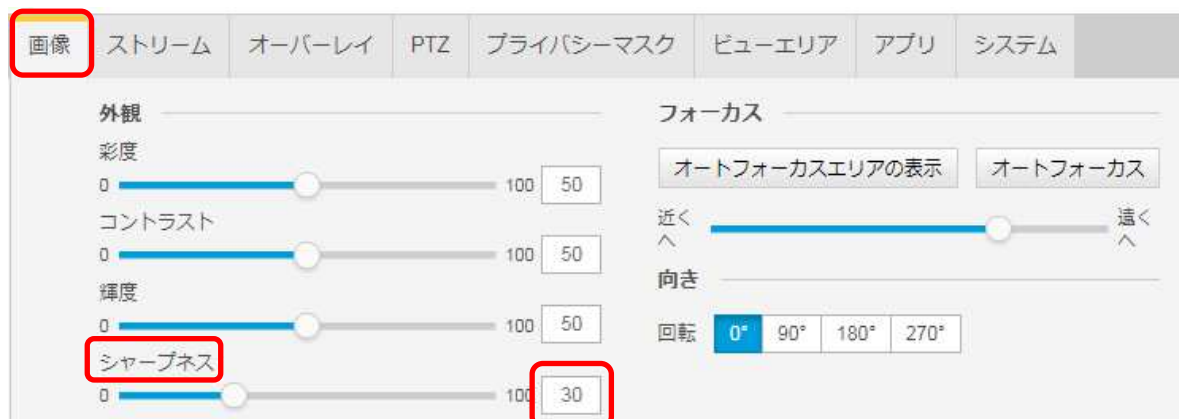 画像 ストリーム オーバーレイ PTZ プライバシーマスク ビューエリア アプリ システム
外観
彩度
0 100 50
コントラスト
0 100 50
輝度
0 100 50
シャープネス
0 100 30
フォーカス
オートフォーカスエリアの表示 オートフォーカス
近くへ 遠くへ
向き
回転 0° 90° 180° 270°